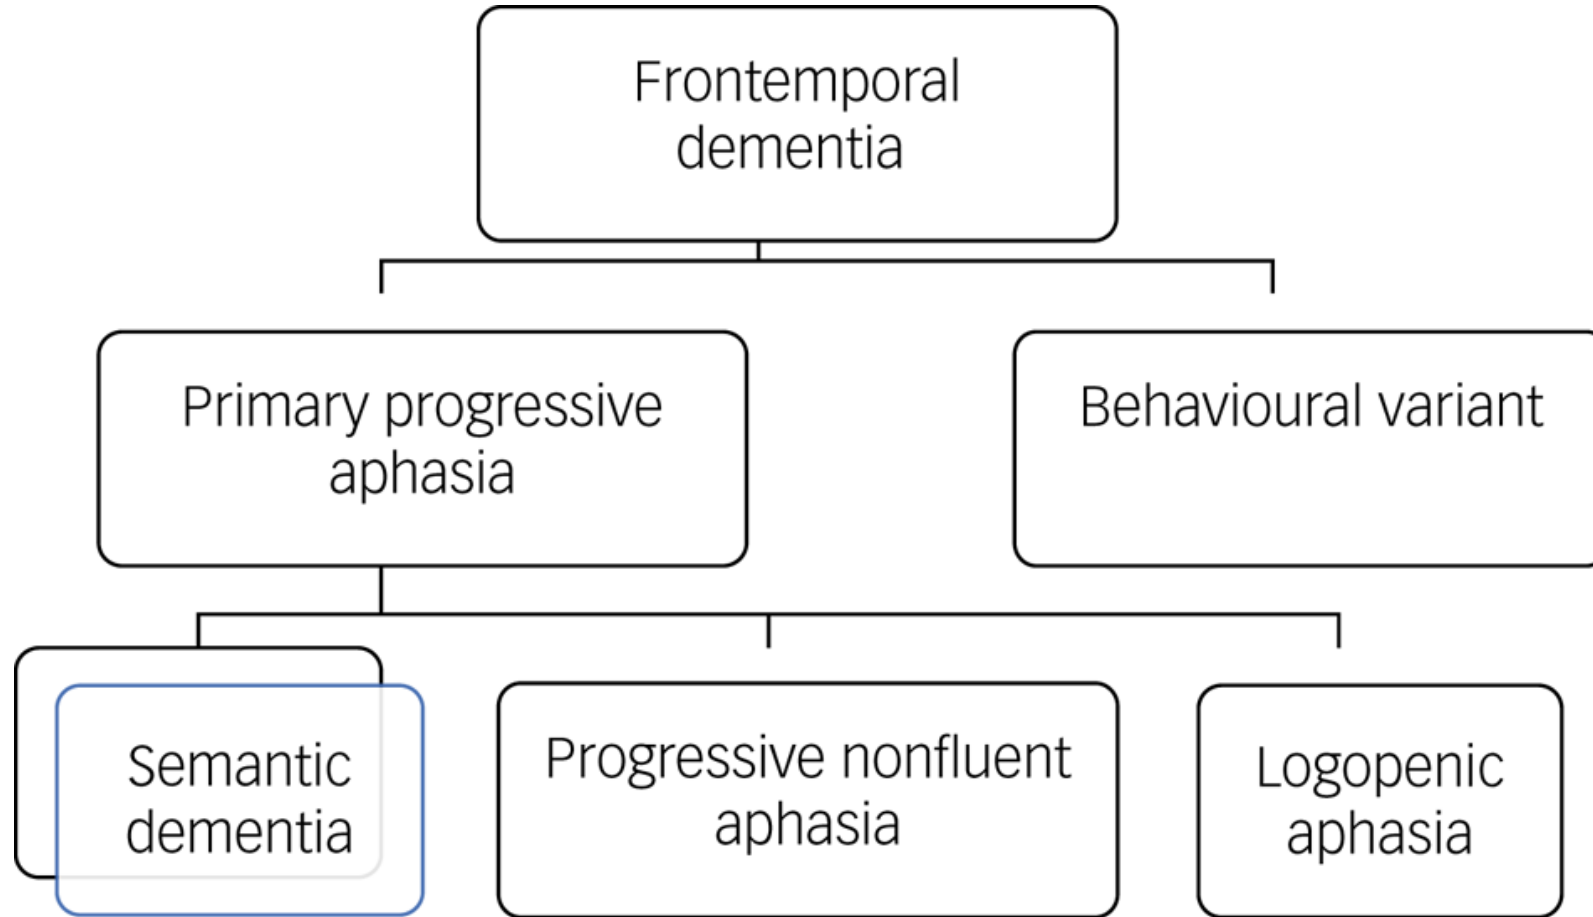 Frontemporal
dementia
Primary progressive
aphasia
Behavioural variant
Semantic
dementia
Progressive nonfluent
aphasia
Logopenic
aphasia